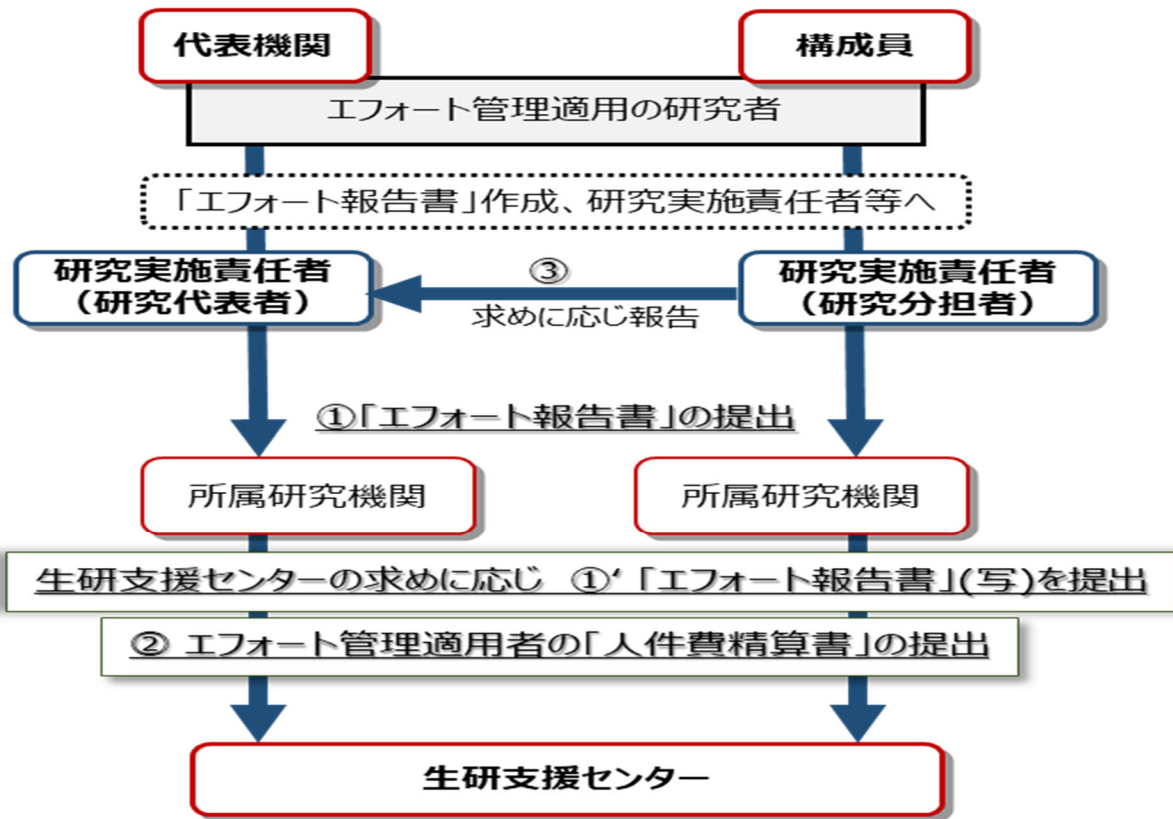 代表機関
構成員
エフォート管理適用の研究者
「エフォート報告書」作成、研究実施責任者等へ
研究実施責任者
（研究代表者）
③
求めに応じ報告
研究実施責任者
（研究分担者）
①「エフォート報告書」の提出
所属研究機関
所属研究機関
生研支援センターの求めに応じ ①‘「エフォート報告書」(写)を提出
② エフォート管理適用者の「人件費精算書」の提出
生研支援センター